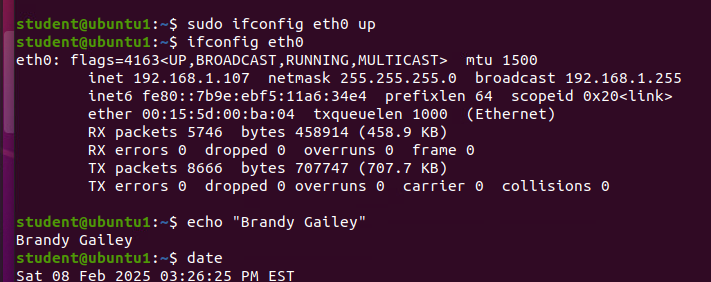 student@ubuntu1:~$ sudo ifconfig eth0 up
student@ubuntu1:~$ ifconfig eth0
eth0: flags=4163<UP,BROADCAST,RUNNING,MULTICAST>  mtu 1500
        inet 192.168.1.107  netmask 255.255.255.0  broadcast 192.168.1.255
        inet6 fe80::7b9e:ebf5:11a6:34e4  prefixlen 64  scopeid 0x20<link>
        ether 00:15:5d:00:ba:04  txqueuelen 1000  (Ethernet)
        RX packets 5746  bytes 458914 (458.9 KB)
        RX errors 0  dropped 0  overruns 0  frame 0
        TX packets 8666  bytes 707747 (707.7 KB)
        TX errors 0  dropped 0 overruns 0  carrier 0  collisions 0
student@ubuntu1:~$ echo "Brandy Gailey"
Brandy Gailey
student@ubuntu1:~$ date
Sat 08 Feb 2025 03:26:25 PM EST